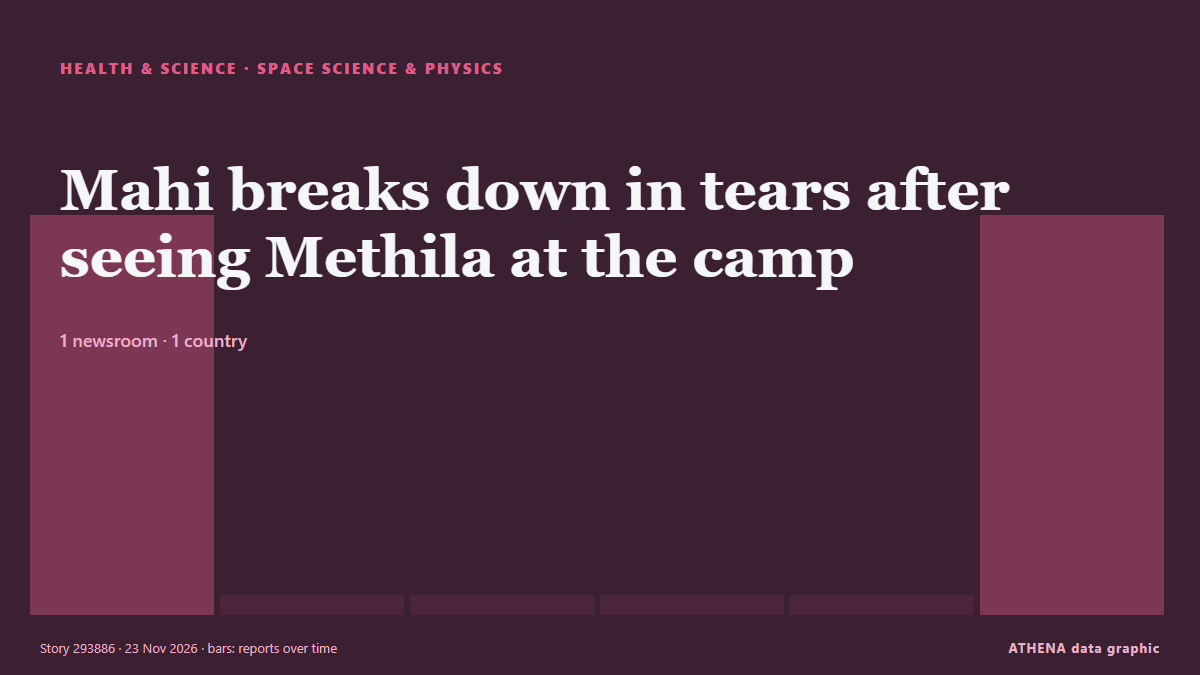 HEALTH & SCIENCE · SPACE SCIENCE & PHYSICS
Mahi breaks down in tears after
seeing Methila at the camp
1 newsroom · 1 country
Story 293886 · 23 Nov 2026 · bars: reports over time
ATHENA data graphic